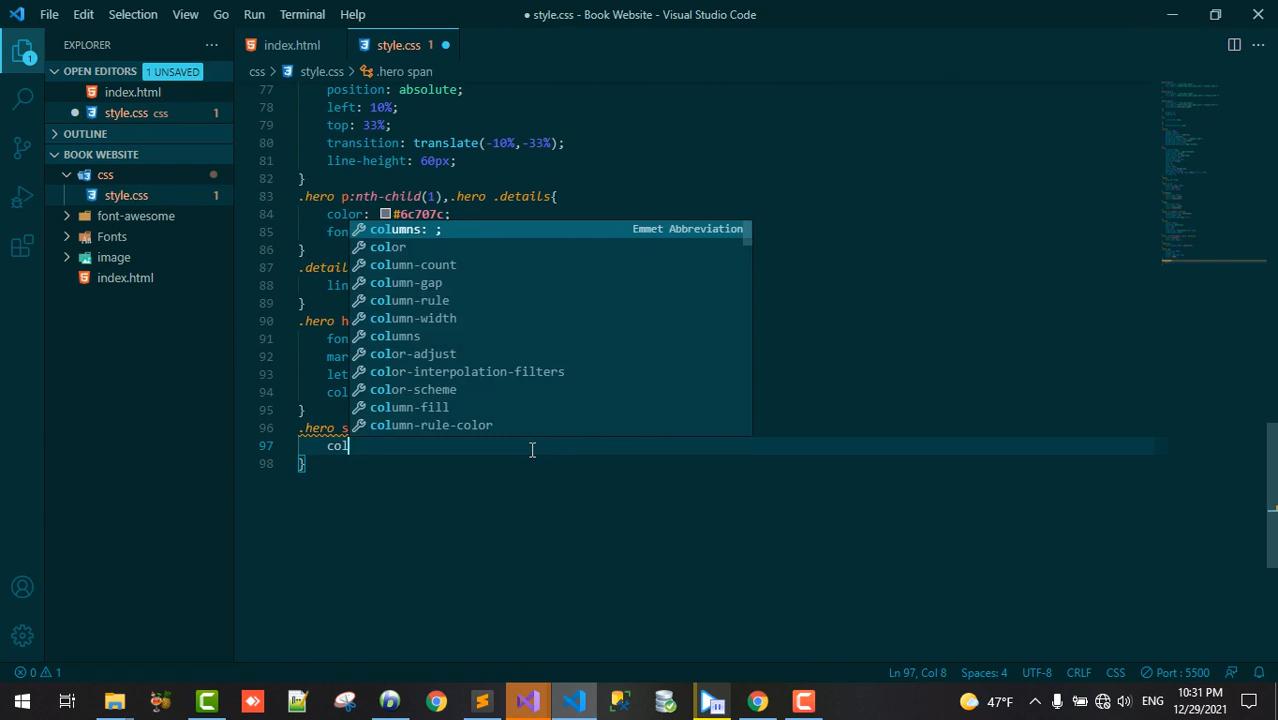 File Edit Selection View Go Run Terminal Help
● style.css - Book Website - Visual Studio Code
EXPLORER
OPEN EDITORS 1 UNSAVED
index.html
style.css css 1
OUTLINE
BOOK WEBSITE
css
style.css 1
font-awesome
Fonts
image
index.html
1
index.html style.css 1
css > style.css > .hero span
77 position: absolute;
78 left: 10%;
79 top: 33%;
80 transition: translate(-10%,-33%);
81 line-height: 60px;
82 }
83 .hero p:nth-child(1),.hero .details{
84 color: #6c707c;
85 fon
86 }
87 .detail
88 lin
89 }
90 .hero h
91 fon
92 mar
93 let
94 col
95 }
96 .hero s
97 col
98 }
columns: ; Emmet Abbreviation
color
column-count
column-gap
column-rule
column-width
columns
color-adjust
color-interpolation-filters
color-scheme
column-fill
column-rule-color
0 1
Ln 97, Col 8 Spaces: 4 UTF-8 CRLF CSS Port : 5500
47°F ENG 10:31 PM
12/29/2021